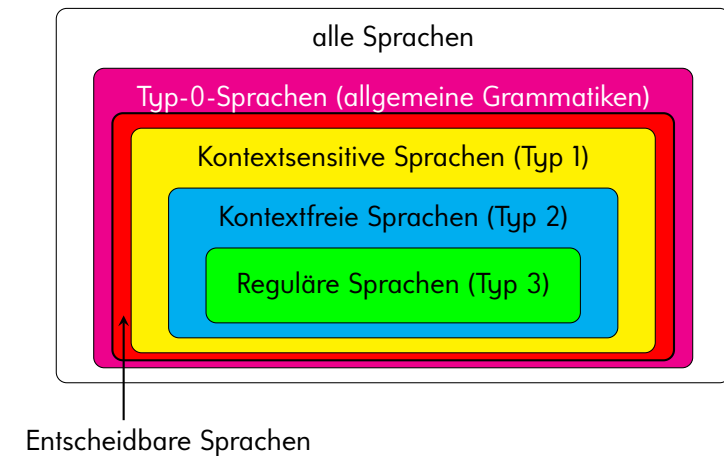 alle Sprachen
Typ-0-Sprachen (allgemeine Grammatiken)
Kontextsensitive Sprachen (Typ 1)
Kontextfreie Sprachen (Typ 2)
Reguläre Sprachen (Typ 3)
Entscheidbare Sprachen